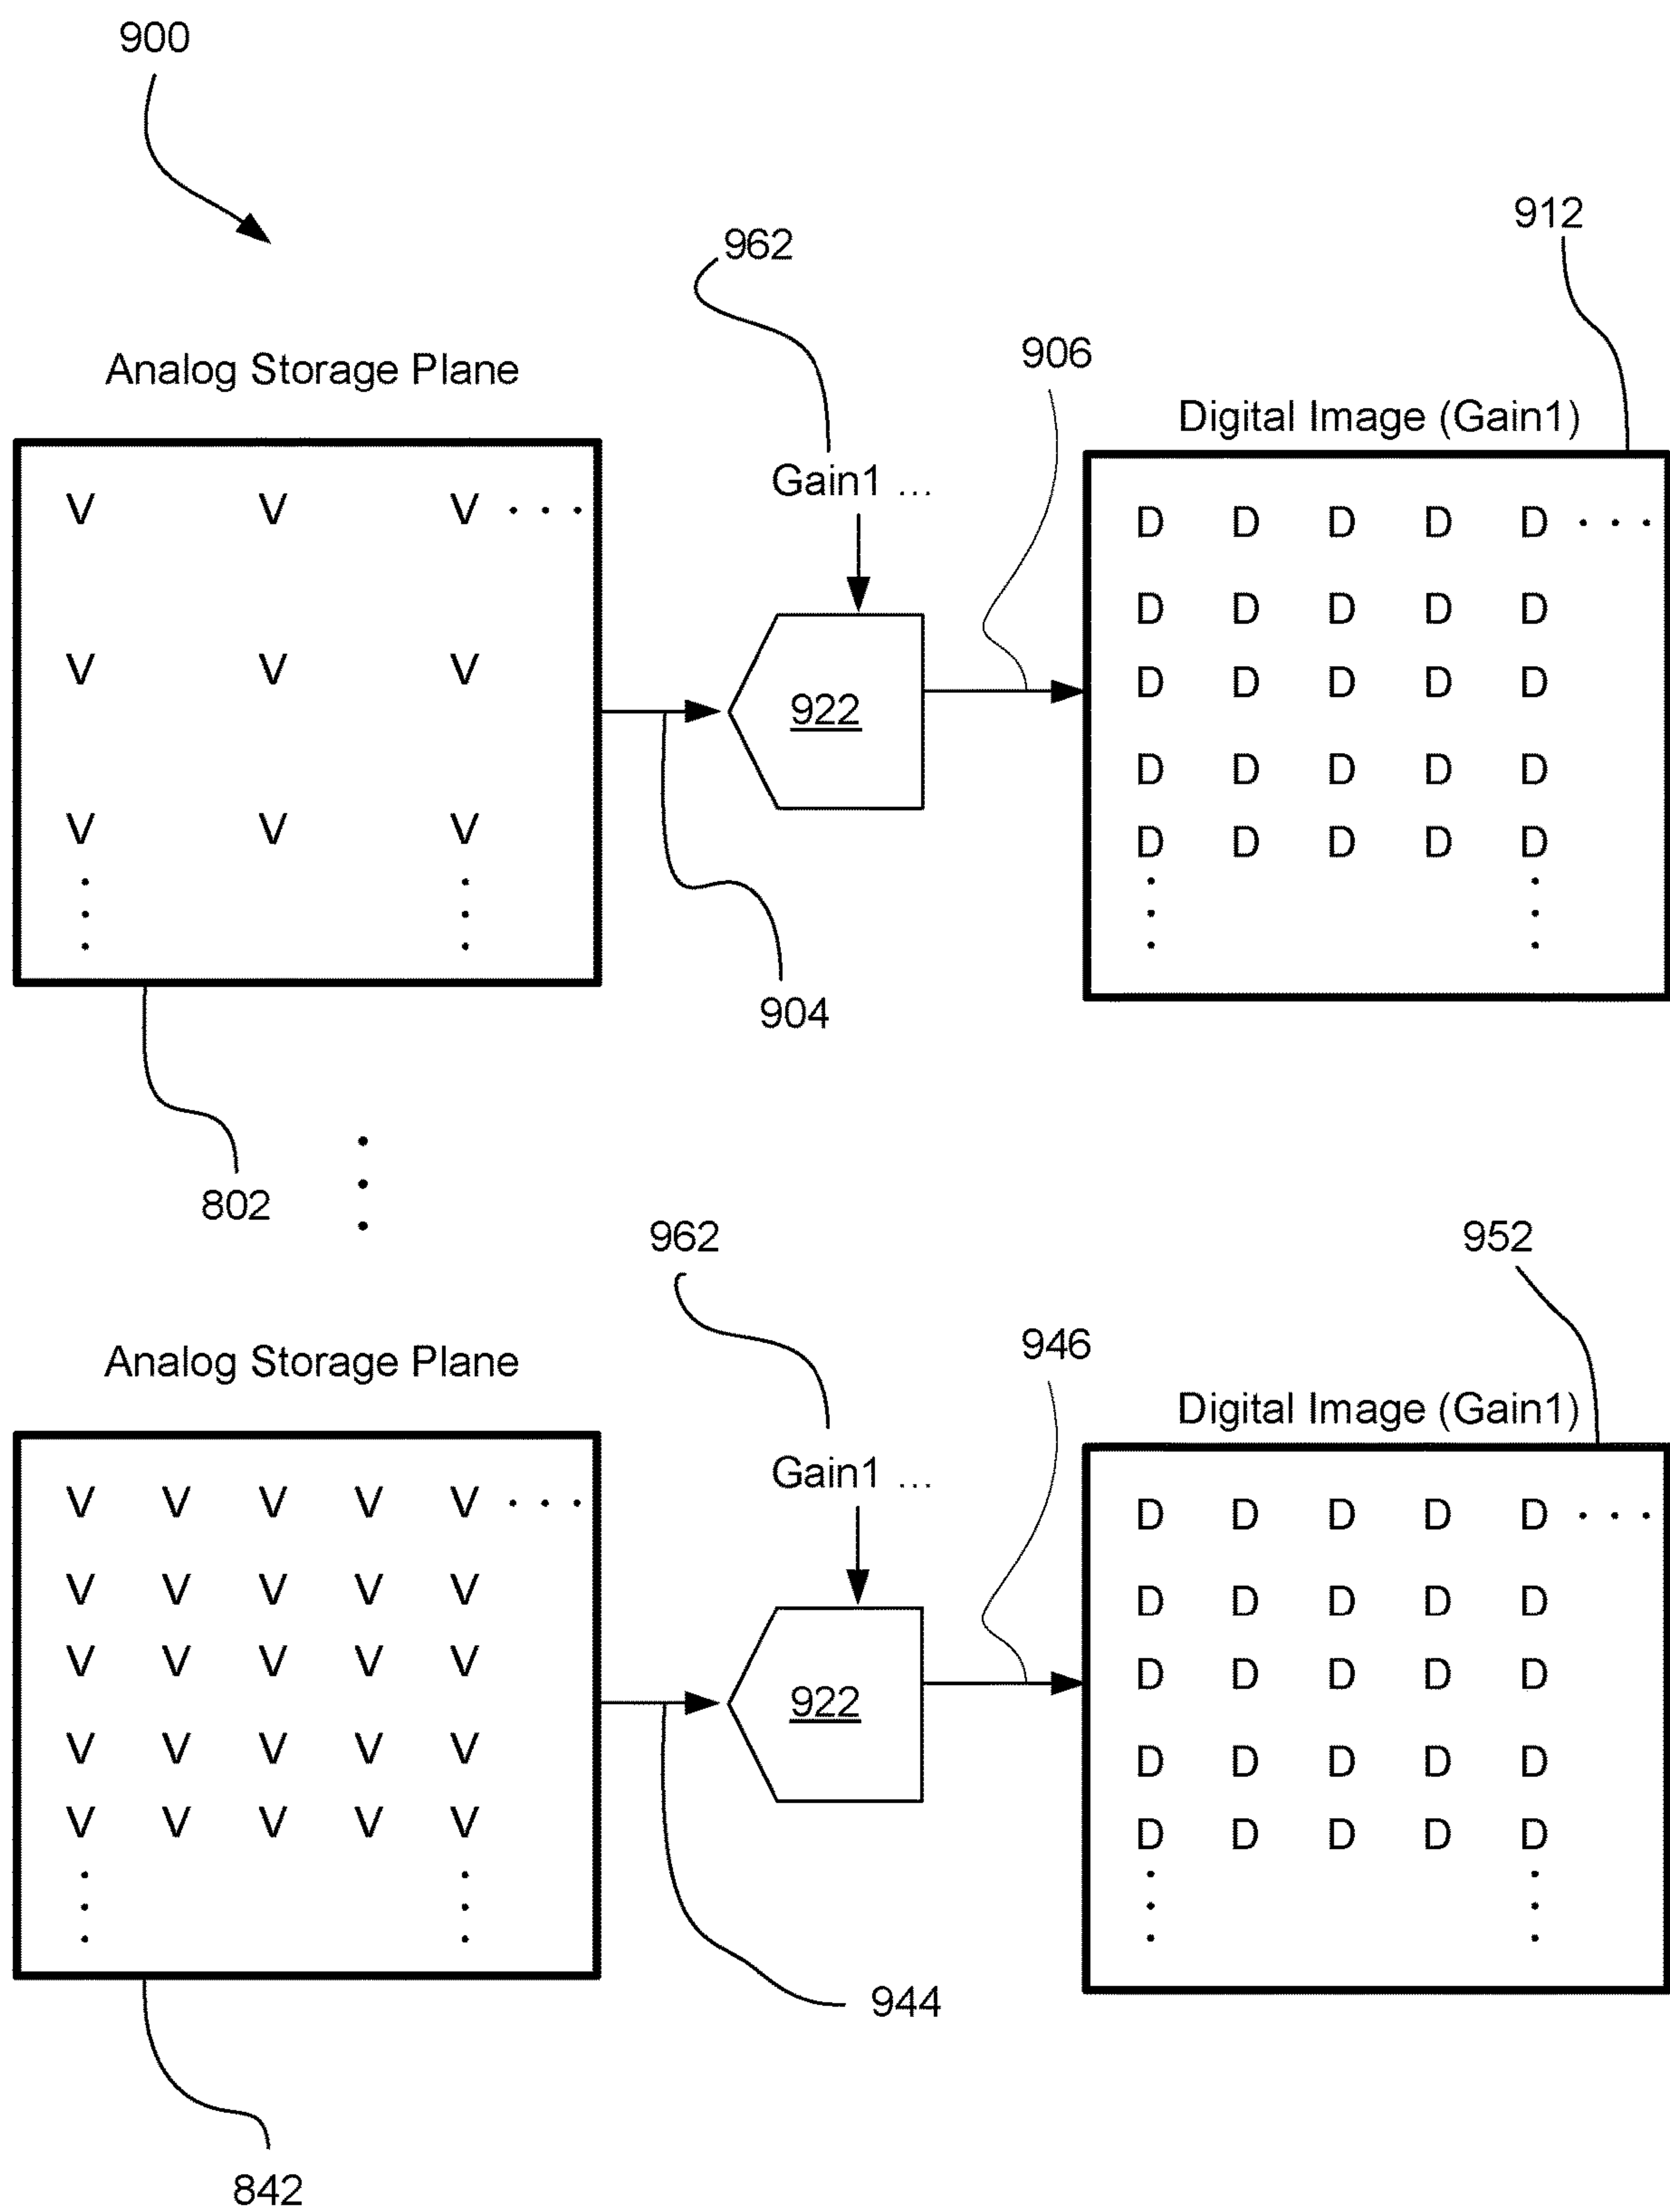 900
962
912
906
Analog Storage Plane
Digital Image (Gain1)
Gain1 ...
V V V . . .
D D D D D . . .
D D D D D
V V V
D D D D D
922
D D D D D
V V V
D D D D D
904
802
962
952
946
Analog Storage Plane
Digital Image (Gain1)
Gain1 ...
V V V V V . . .
D D D D D . . .
V V V V V
D D D D D
V V V V V
D D D D D
922
V V V V V
D D D D D
V V V V V
D D D D D
944
842